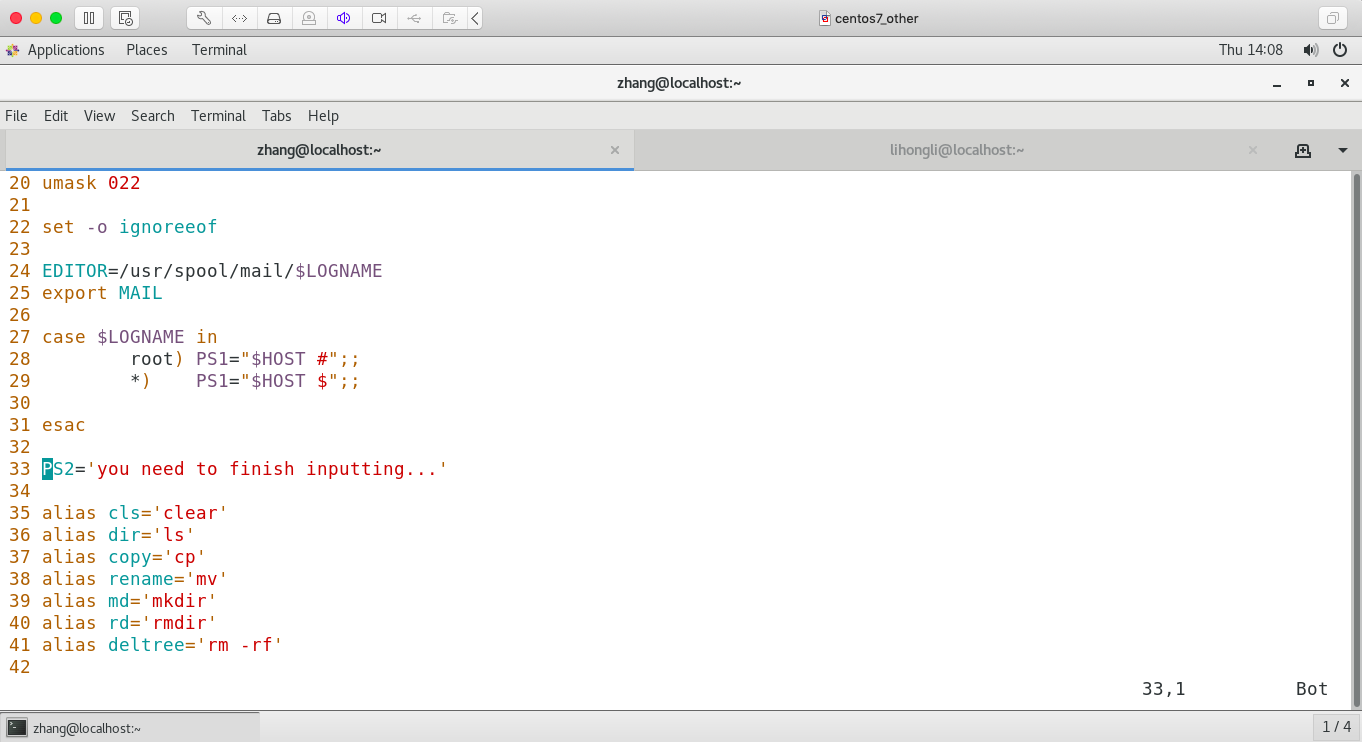 centos7_other
Applications Places Terminal Thu 14:08
zhang@localhost:~
File Edit View Search Terminal Tabs Help
zhang@localhost:~ lihongli@localhost:~
20 umask 022
21
22 set -o ignoreeof
23
24 EDITOR=/usr/spool/mail/$LOGNAME
25 export MAIL
26
27 case $LOGNAME in
28         root) PS1="$HOST #";;
29         *)    PS1="$HOST $";;
30
31 esac
32
33 PS2='you need to finish inputting...'
34
35 alias cls='clear'
36 alias dir='ls'
37 alias copy='cp'
38 alias rename='mv'
39 alias md='mkdir'
40 alias rd='rmdir'
41 alias deltree='rm -rf'
42
33,1 Bot
zhang@localhost:~ 1 / 4